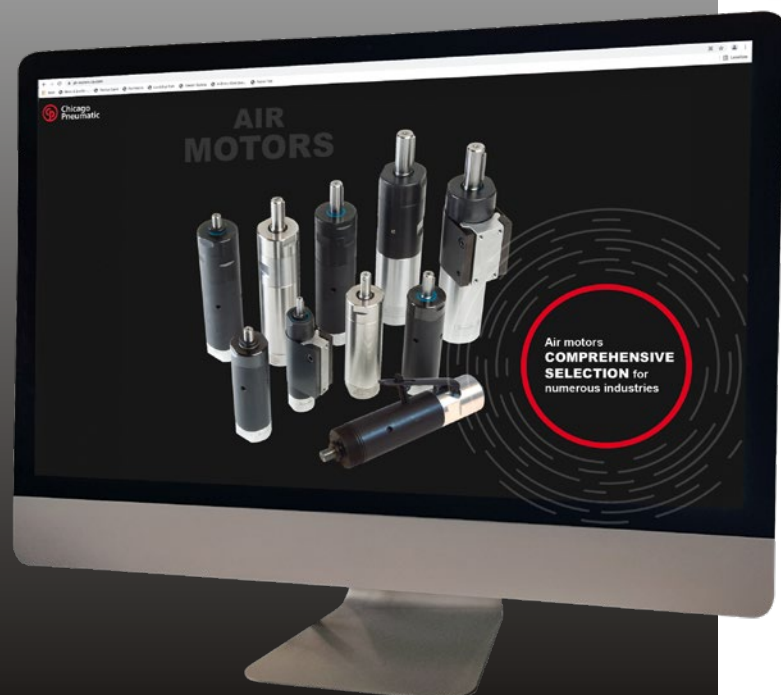 Chicago
Pneumatic
AIR
MOTORS
Air motors
COMPREHENSIVE
SELECTION for
numerous industries